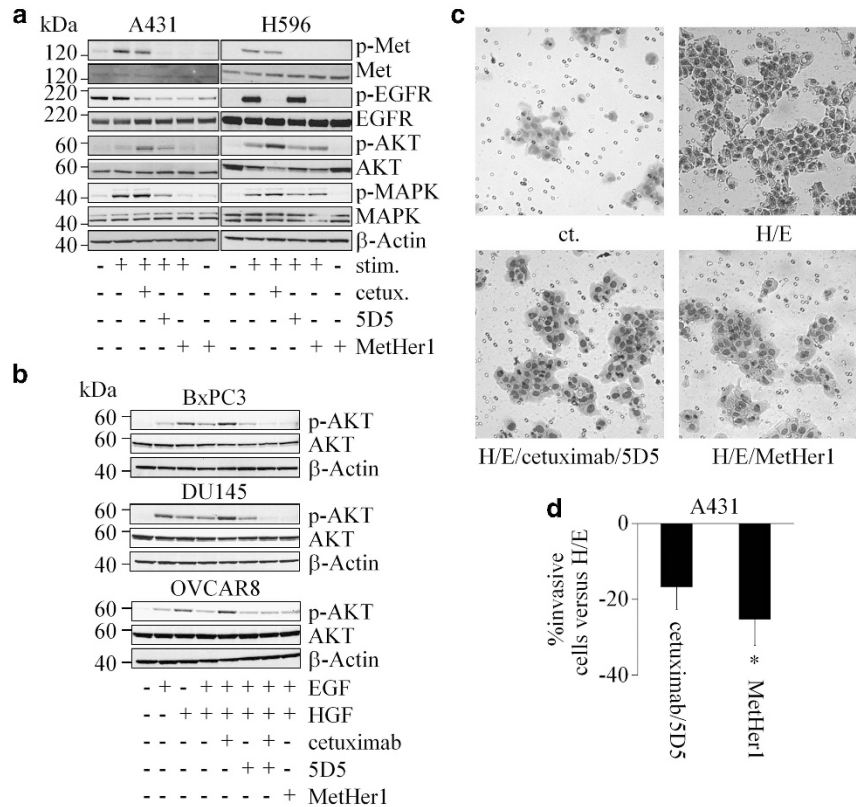 a
kDa A431 H596
120 p-Met
120 Met
220 p-EGFR
220 EGFR
60 p-AKT
60 AKT
40 p-MAPK
40 MAPK
β-Actin
- + + + + - - + + + + - stim.
- - + - - - - - + - - - cetux.
- - - + - - - - - + - - 5D5
- - - - + + - - - - + + MetHer1
b
kDa BxPC3
60 p-AKT
60 AKT
40 β-Actin
DU145
60 p-AKT
60 AKT
40 β-Actin
OVCAR8
60 p-AKT
60 AKT
40 β-Actin
- + - + + + + + EGF
- - + + + + + + HGF
- - - - + - + - cetuximab
- - - - - + + - 5D5
- - - - - - - + MetHer1
c
ct. H/E
H/E/cetuximab/5D5 H/E/MetHer1
d
A431
%invasive
cells versus H/E
0
-20
-40
cetuximab/5D5
* MetHer1